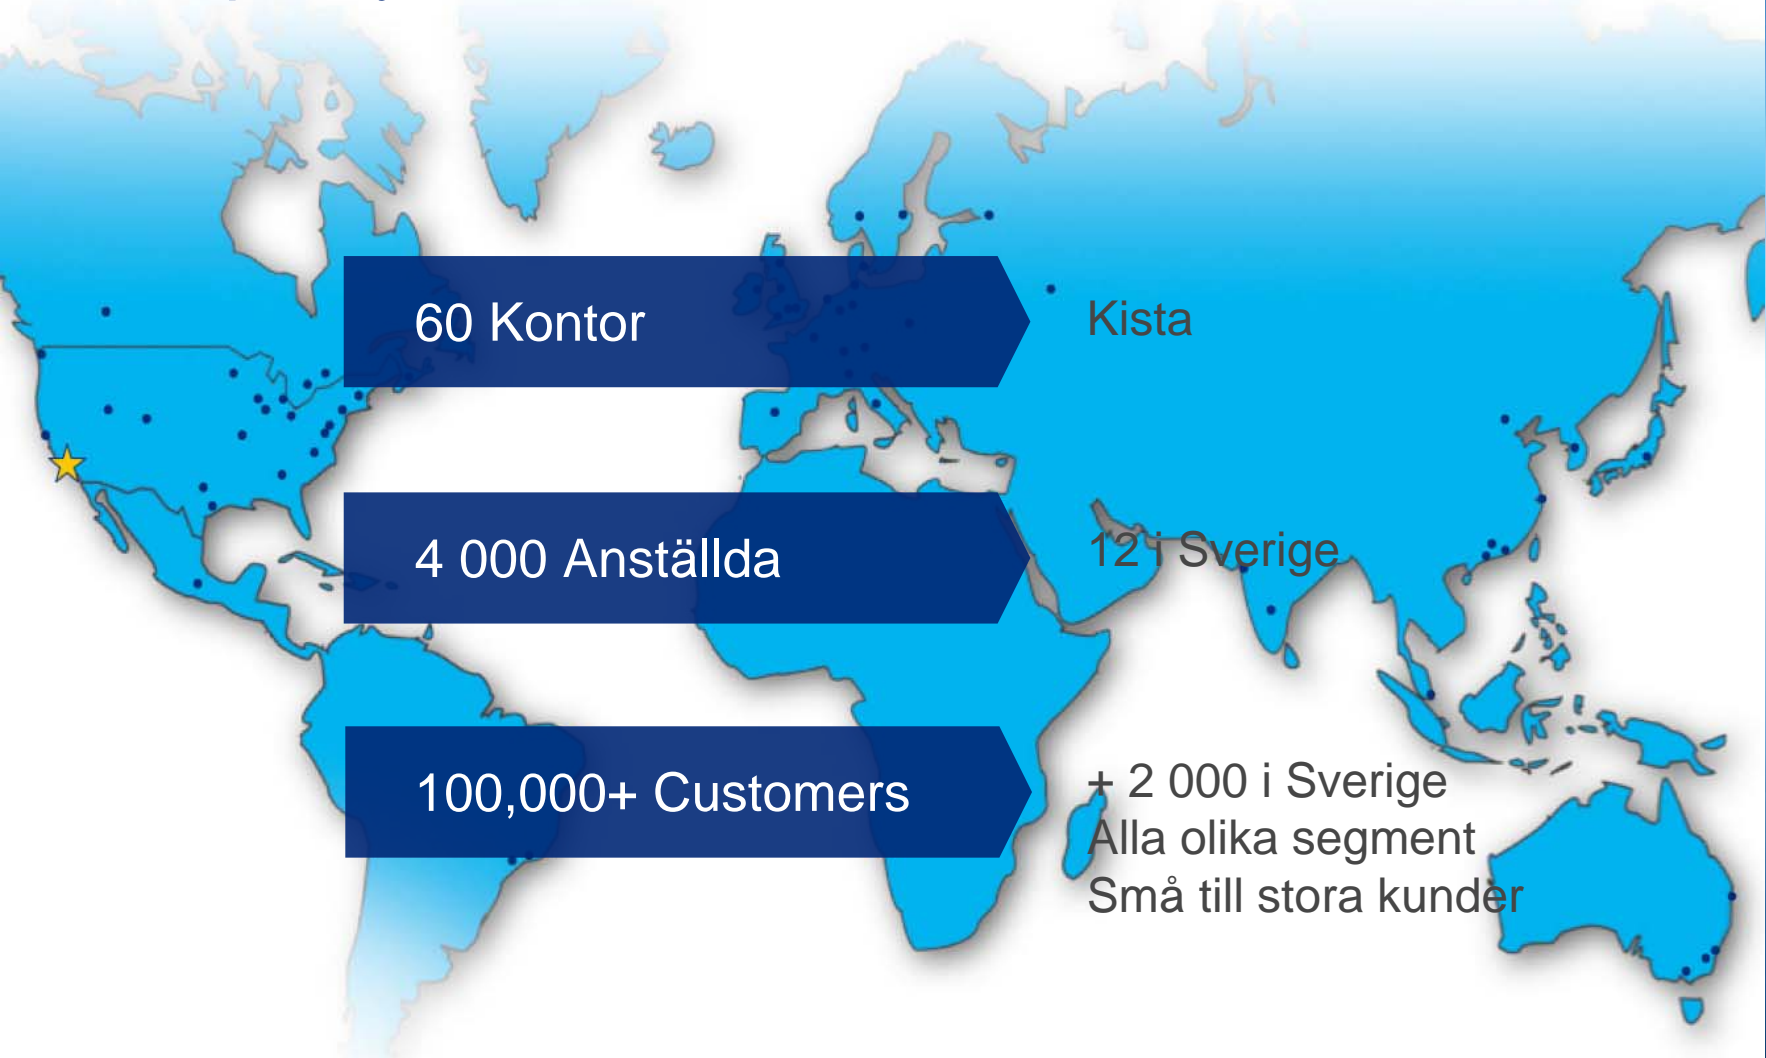 60 Kontor
Kista
4 000 Anställda
12 i Sverige
100,000+ Customers
+ 2 000 i Sverige
Alla olika segment
Små till stora kunder